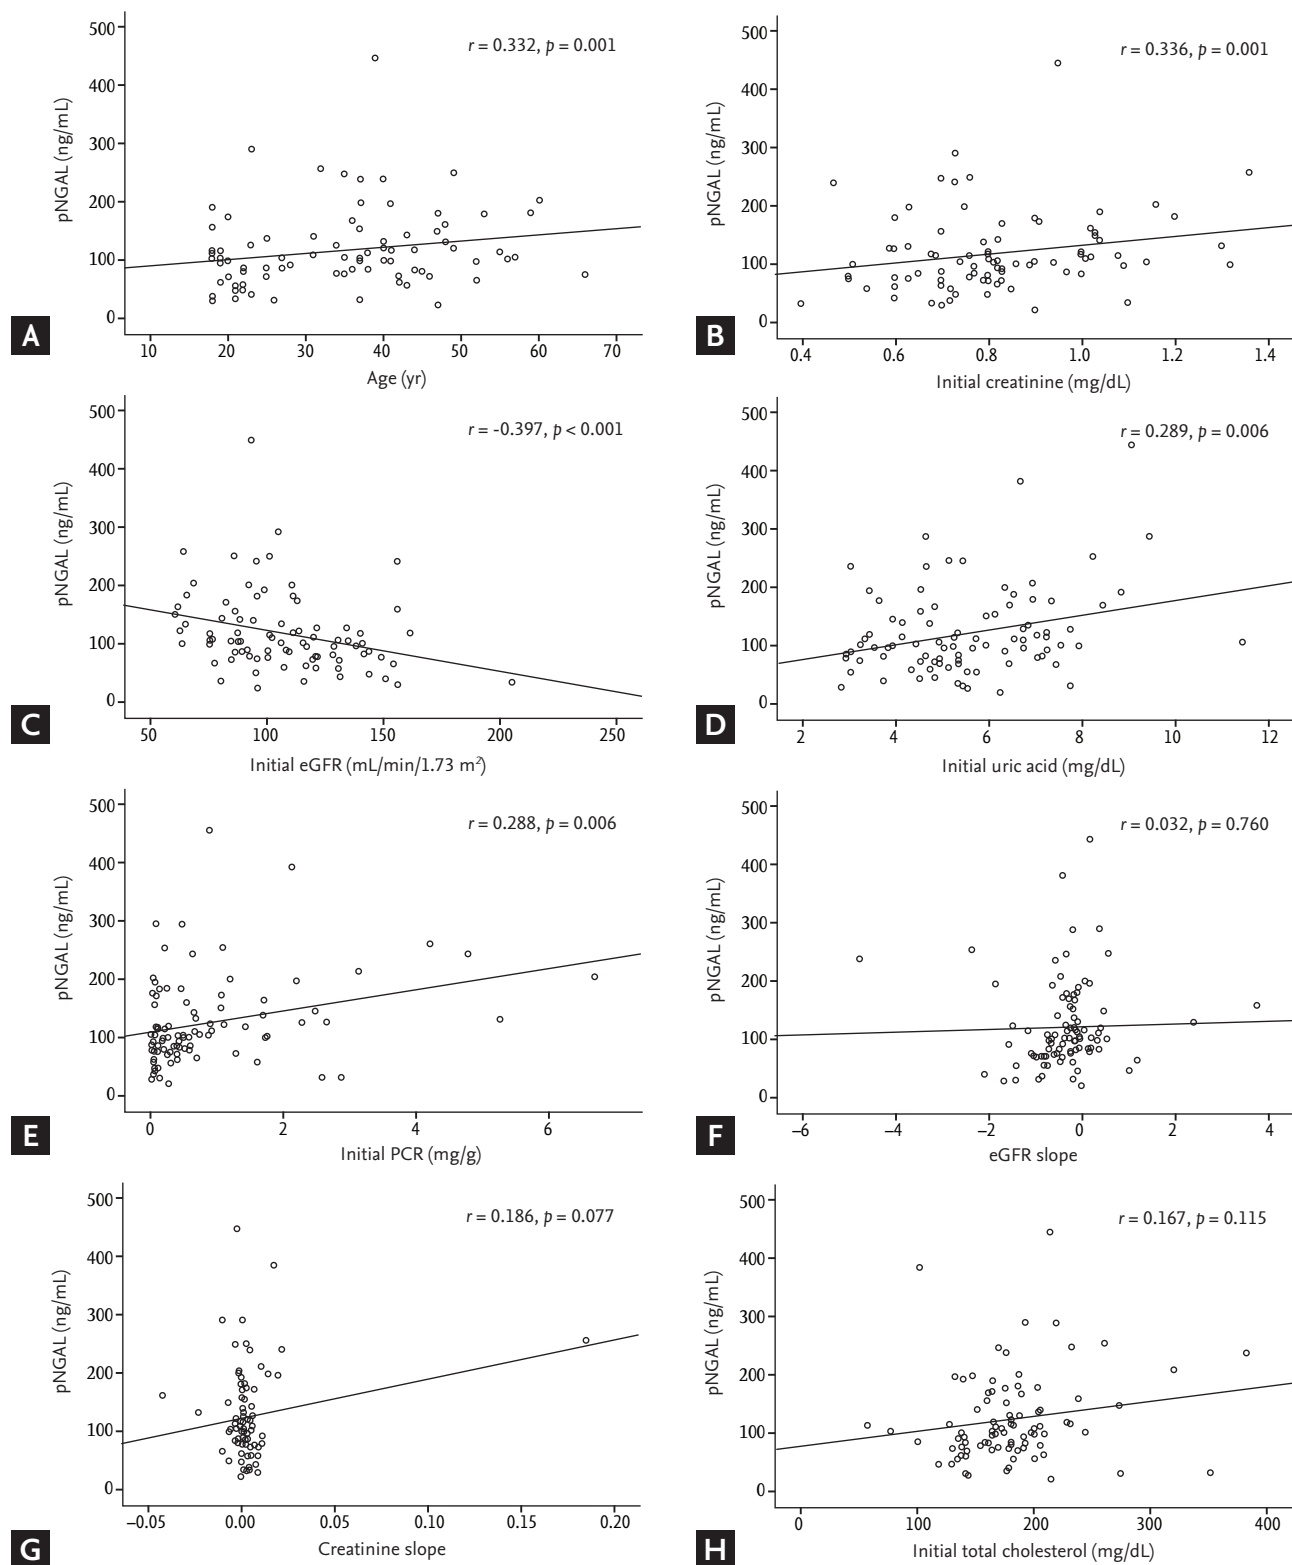 500
400
300
200
100
0
pNGAL (ng/mL)
r = 0.332, p = 0.001
A
10 20 30 40 50 60 70
Age (yr)
500
400
300
200
100
0
pNGAL (ng/mL)
r = 0.336, p = 0.001
B
0.4 0.6 0.8 1.0 1.2 1.4
Initial creatinine (mg/dL)
500
400
300
200
100
0
pNGAL (ng/mL)
r = -0.397, p < 0.001
C
50 100 150 200 250
Initial eGFR (mL/min/1.73 m²)
500
400
300
200
100
0
pNGAL (ng/mL)
r = 0.289, p = 0.006
D
2 4 6 8 10 12
Initial uric acid (mg/dL)
500
400
300
200
100
0
pNGAL (ng/mL)
r = 0.288, p = 0.006
E
0 2 4 6
Initial PCR (mg/g)
500
400
300
200
100
0
pNGAL (ng/mL)
r = 0.032, p = 0.760
F
–6 –4 –2 0 2 4
eGFR slope
500
400
300
200
100
0
pNGAL (ng/mL)
r = 0.186, p = 0.077
G
–0.05 0.00 0.05 0.10 0.15 0.20
Creatinine slope
500
400
300
200
100
0
pNGAL (ng/mL)
r = 0.167, p = 0.115
H
0 100 200 300 400
Initial total cholesterol (mg/dL)